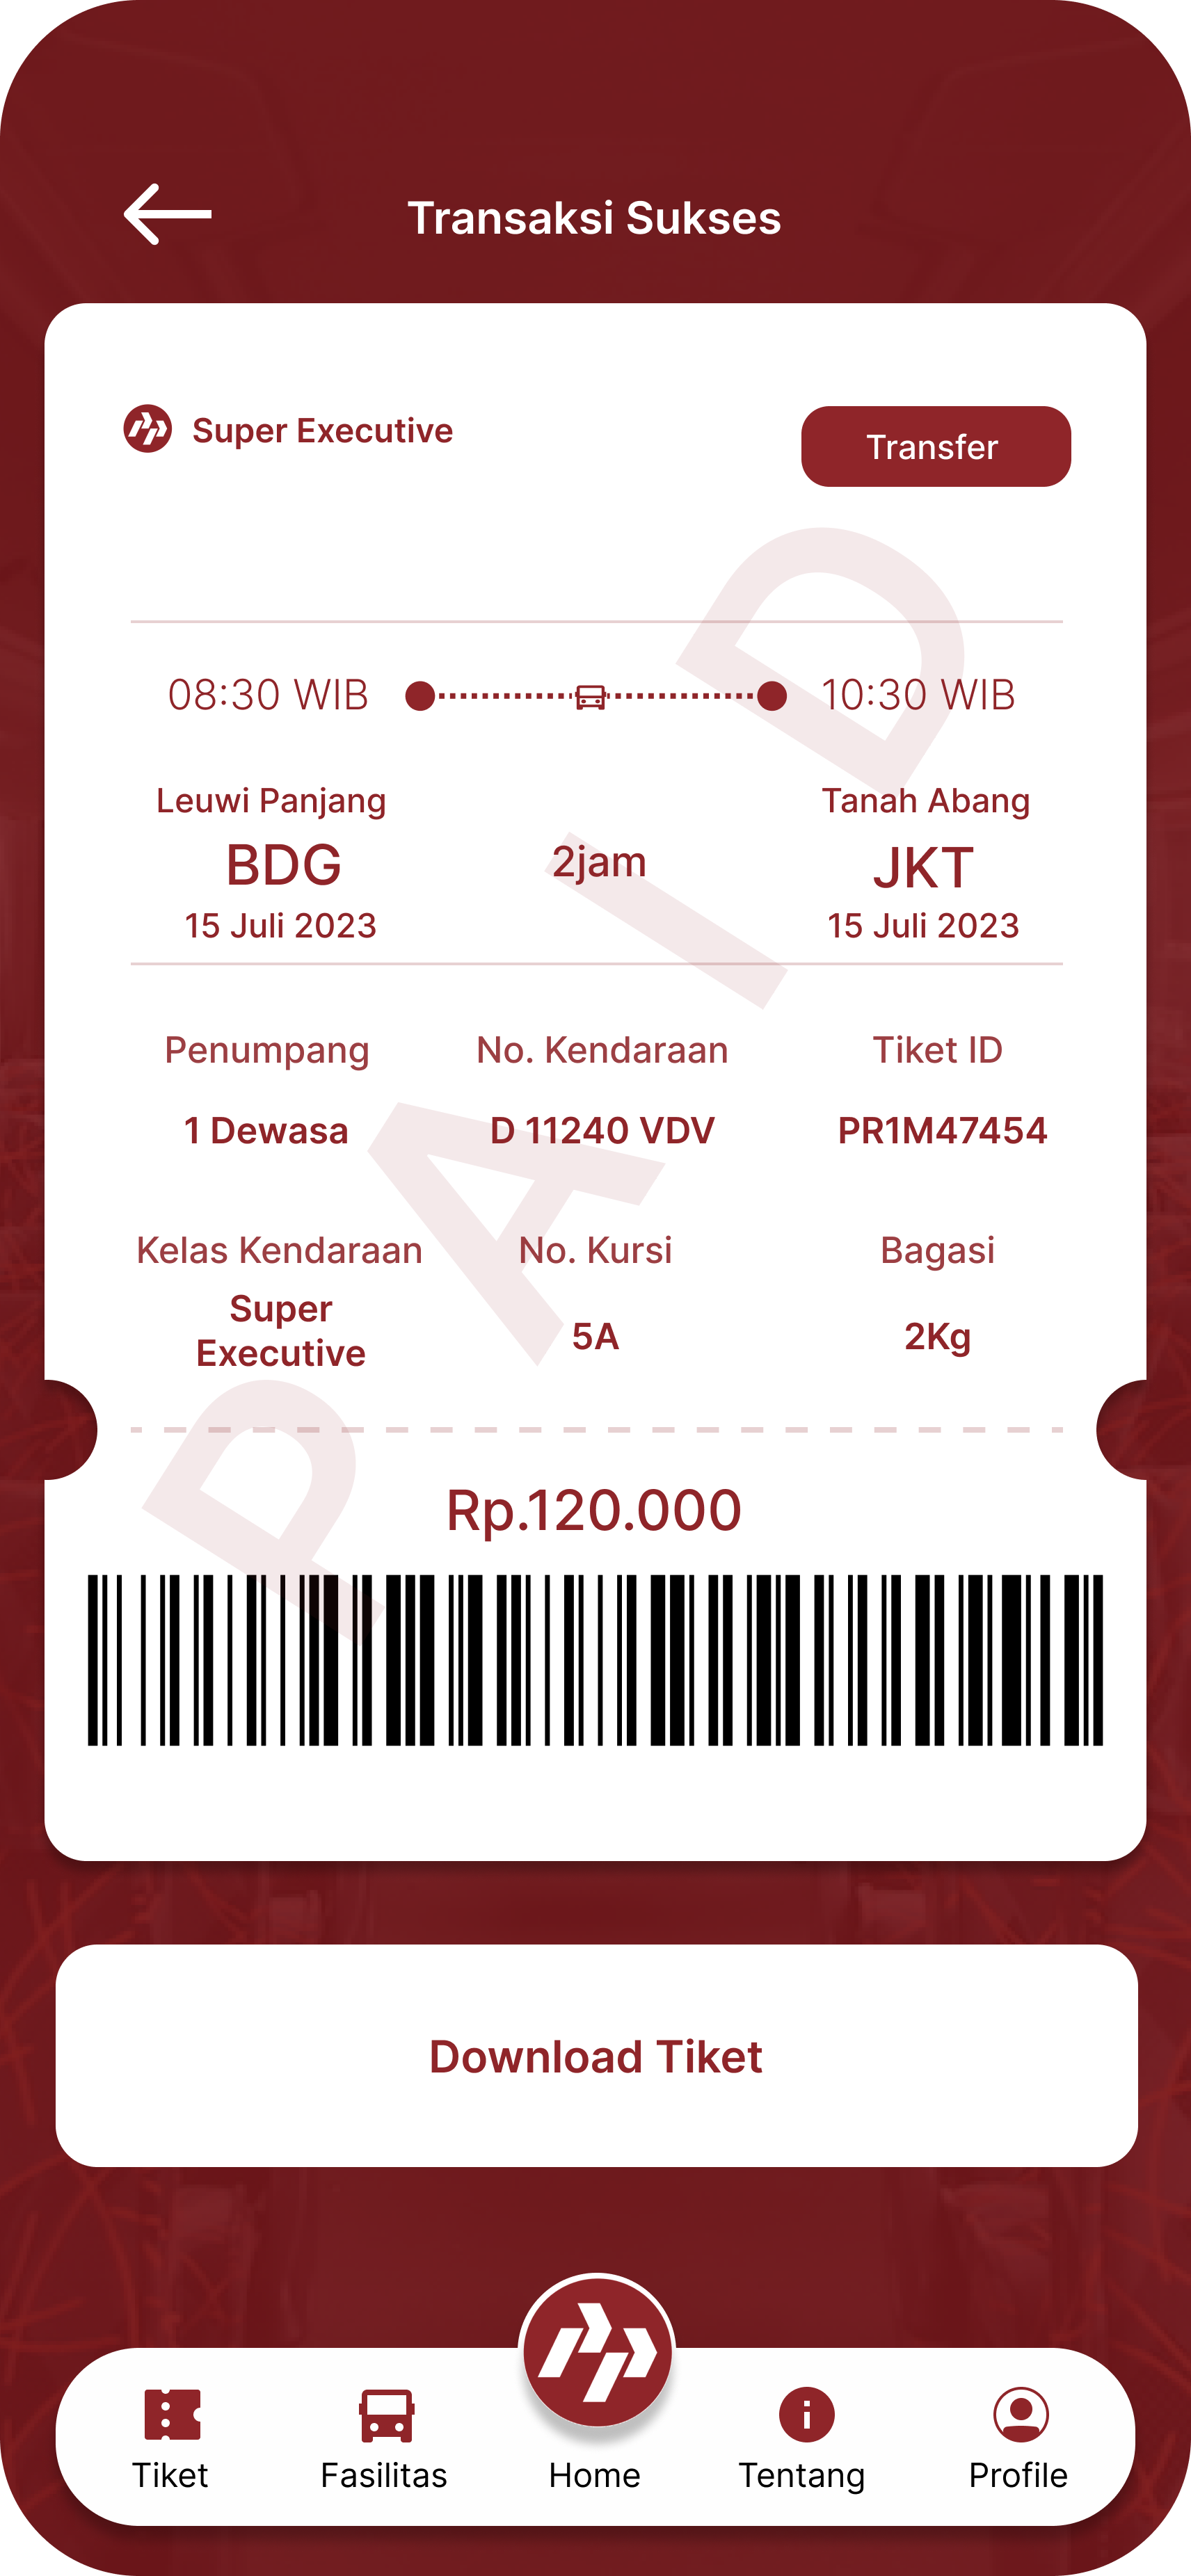 Transaksi Sukses
Super Executive
Transfer
08:30 WIB
10:30 WIB
Leuwi Panjang
Tanah Abang
BDG
2jam
JKT
15 Juli 2023
15 Juli 2023
Penumpang
No. Kendaraan
Tiket ID
1 Dewasa
D 11240 VDV
PR1M47454
Kelas Kendaraan
No. Kursi
Bagasi
Super
Executive
5A
2Kg
PAID
Rp.120.000
Download Tiket
Tiket
Fasilitas
Home
Tentang
Profile